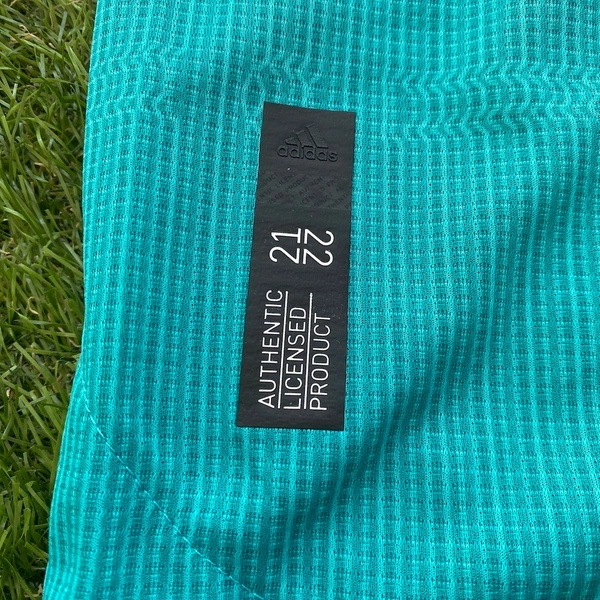 adidas
21
22
AUTHENTIC
LICENSED
PRODUCT